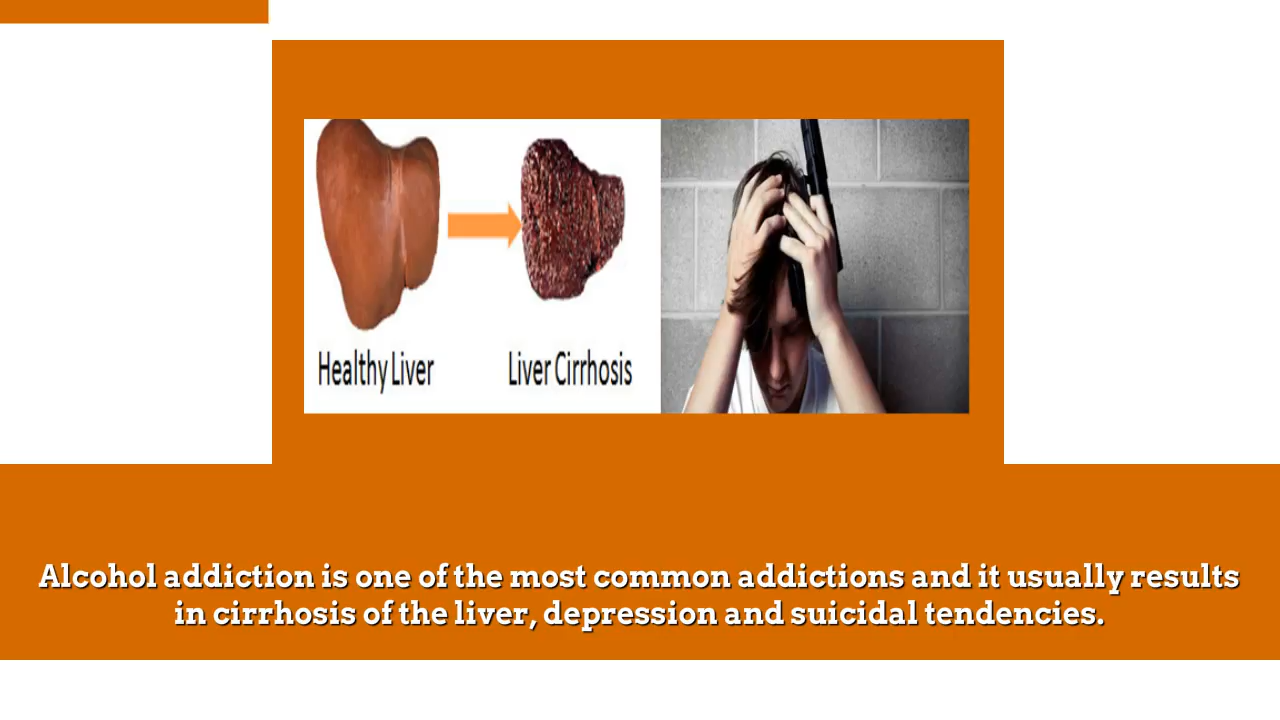 Healthy Liver
Liver Cirrhosis
Alcohol addiction is one of the most common addictions and it usually results
in cirrhosis of the liver, depression and suicidal tendencies.